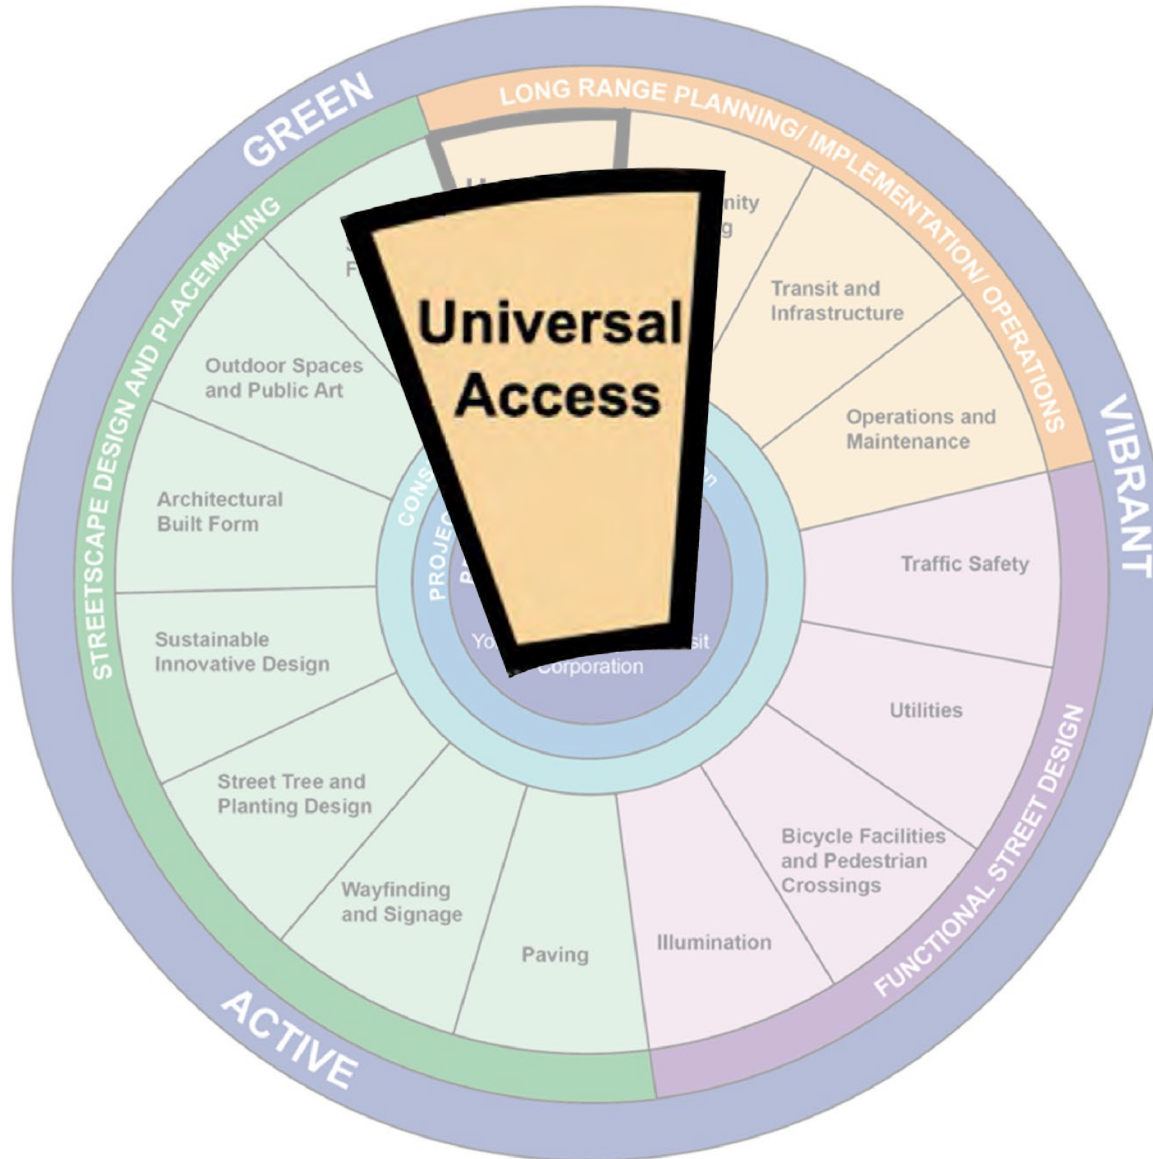 GREEN
VIBRANT
ACTIVE
LONG RANGE PLANNING/ IMPLEMENTATION/ OPERATIONS
STREETSCAPE DESIGN AND PLACEMAKING
FUNCTIONAL STREET DESIGN
Universal
Access
Transit and
Infrastructure
Operations and
Maintenance
Traffic Safety
Utilities
Bicycle Facilities
and Pedestrian
Crossings
Illumination
Paving
Wayfinding
and Signage
Street Tree and
Planting Design
Sustainable
Innovative Design
Architectural
Built Form
Outdoor Spaces
and Public Art
Corporation